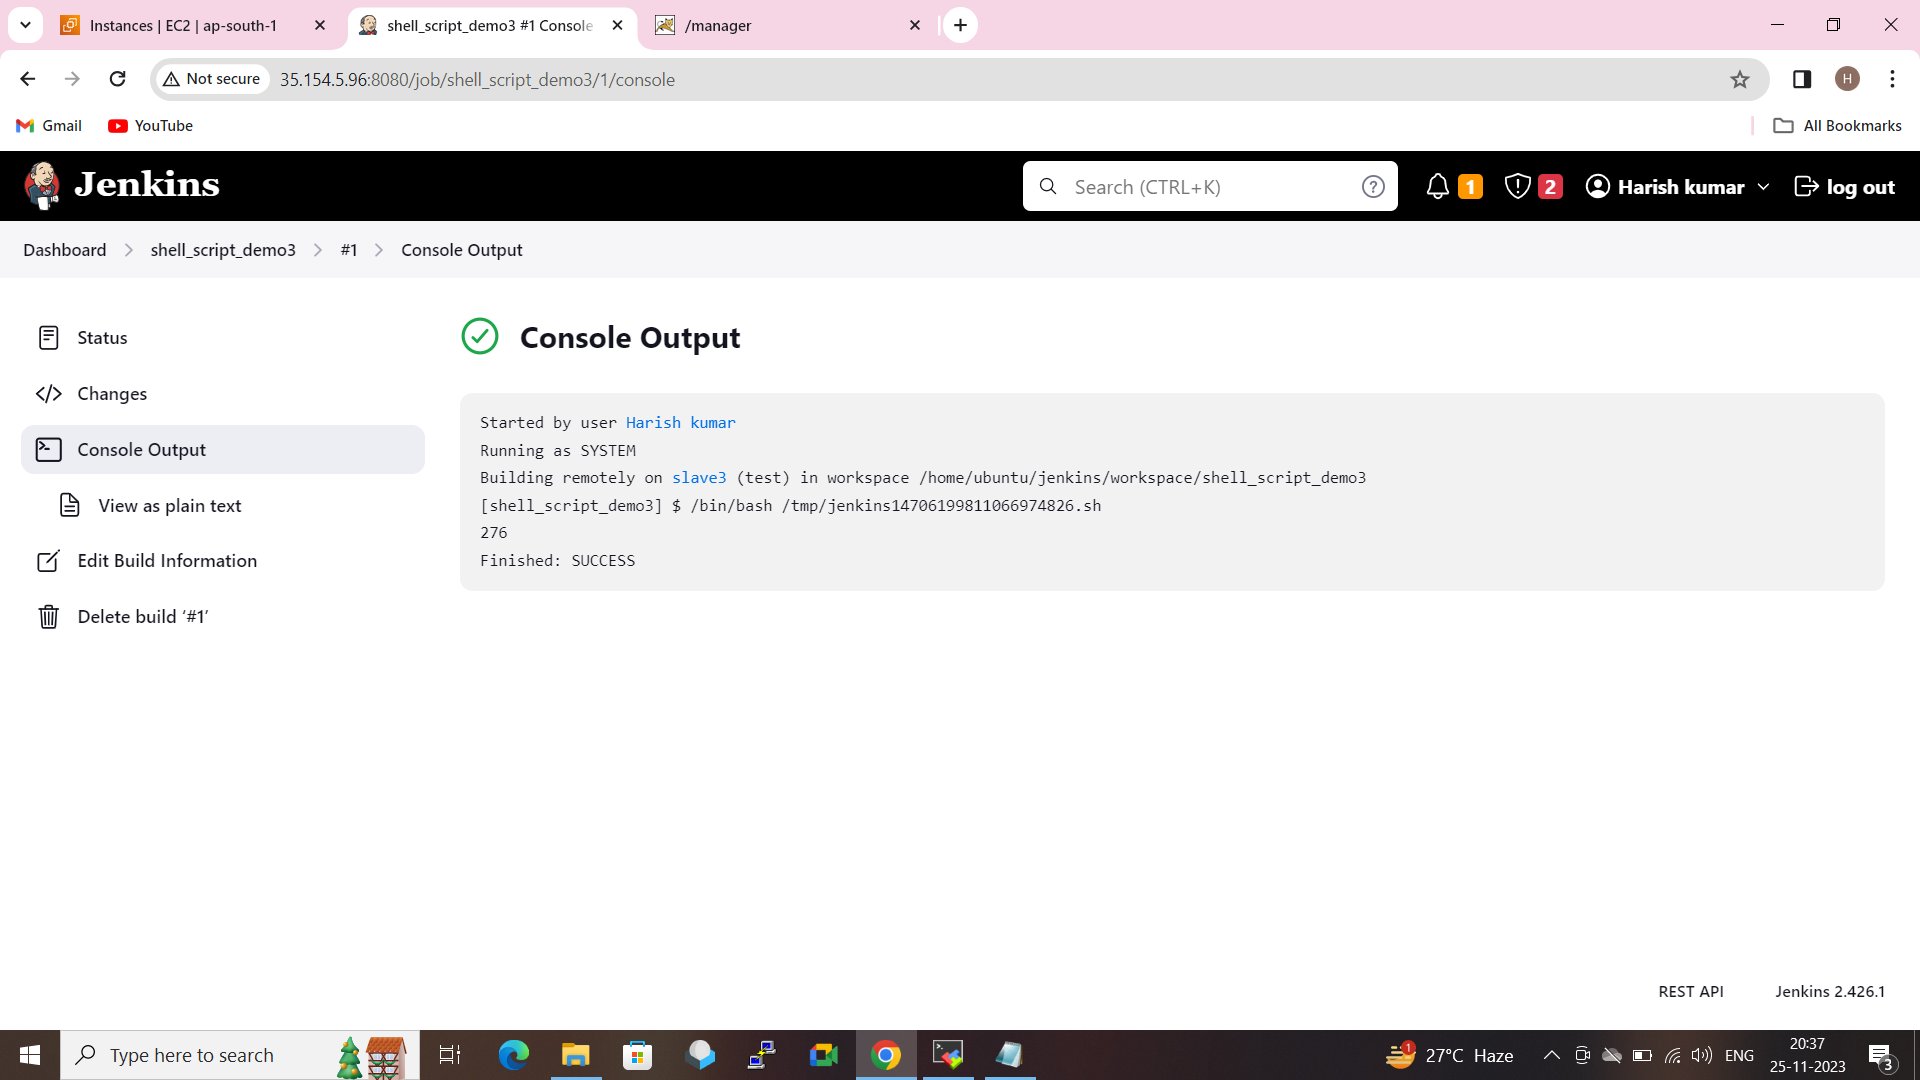 Instances | EC2 | ap-south-1
shell_script_demo3 #1 Console
/manager
Not secure
35.154.5.96:8080/job/shell_script_demo3/1/console
H
Gmail
YouTube
All Bookmarks
Jenkins
Search (CTRL+K)
1
2
Harish kumar
log out
Dashboard
shell_script_demo3
#1
Console Output
Status
Changes
Console Output
View as plain text
Edit Build Information
Delete build ‘#1’
Console Output
Started by user Harish kumar
Running as SYSTEM
Building remotely on slave3 (test) in workspace /home/ubuntu/jenkins/workspace/shell_script_demo3
[shell_script_demo3] $ /bin/bash /tmp/jenkins14706199811066974826.sh
276
Finished: SUCCESS
REST API
Jenkins 2.426.1
Type here to search
1
27°C Haze
ENG
20:37
25-11-2023
3